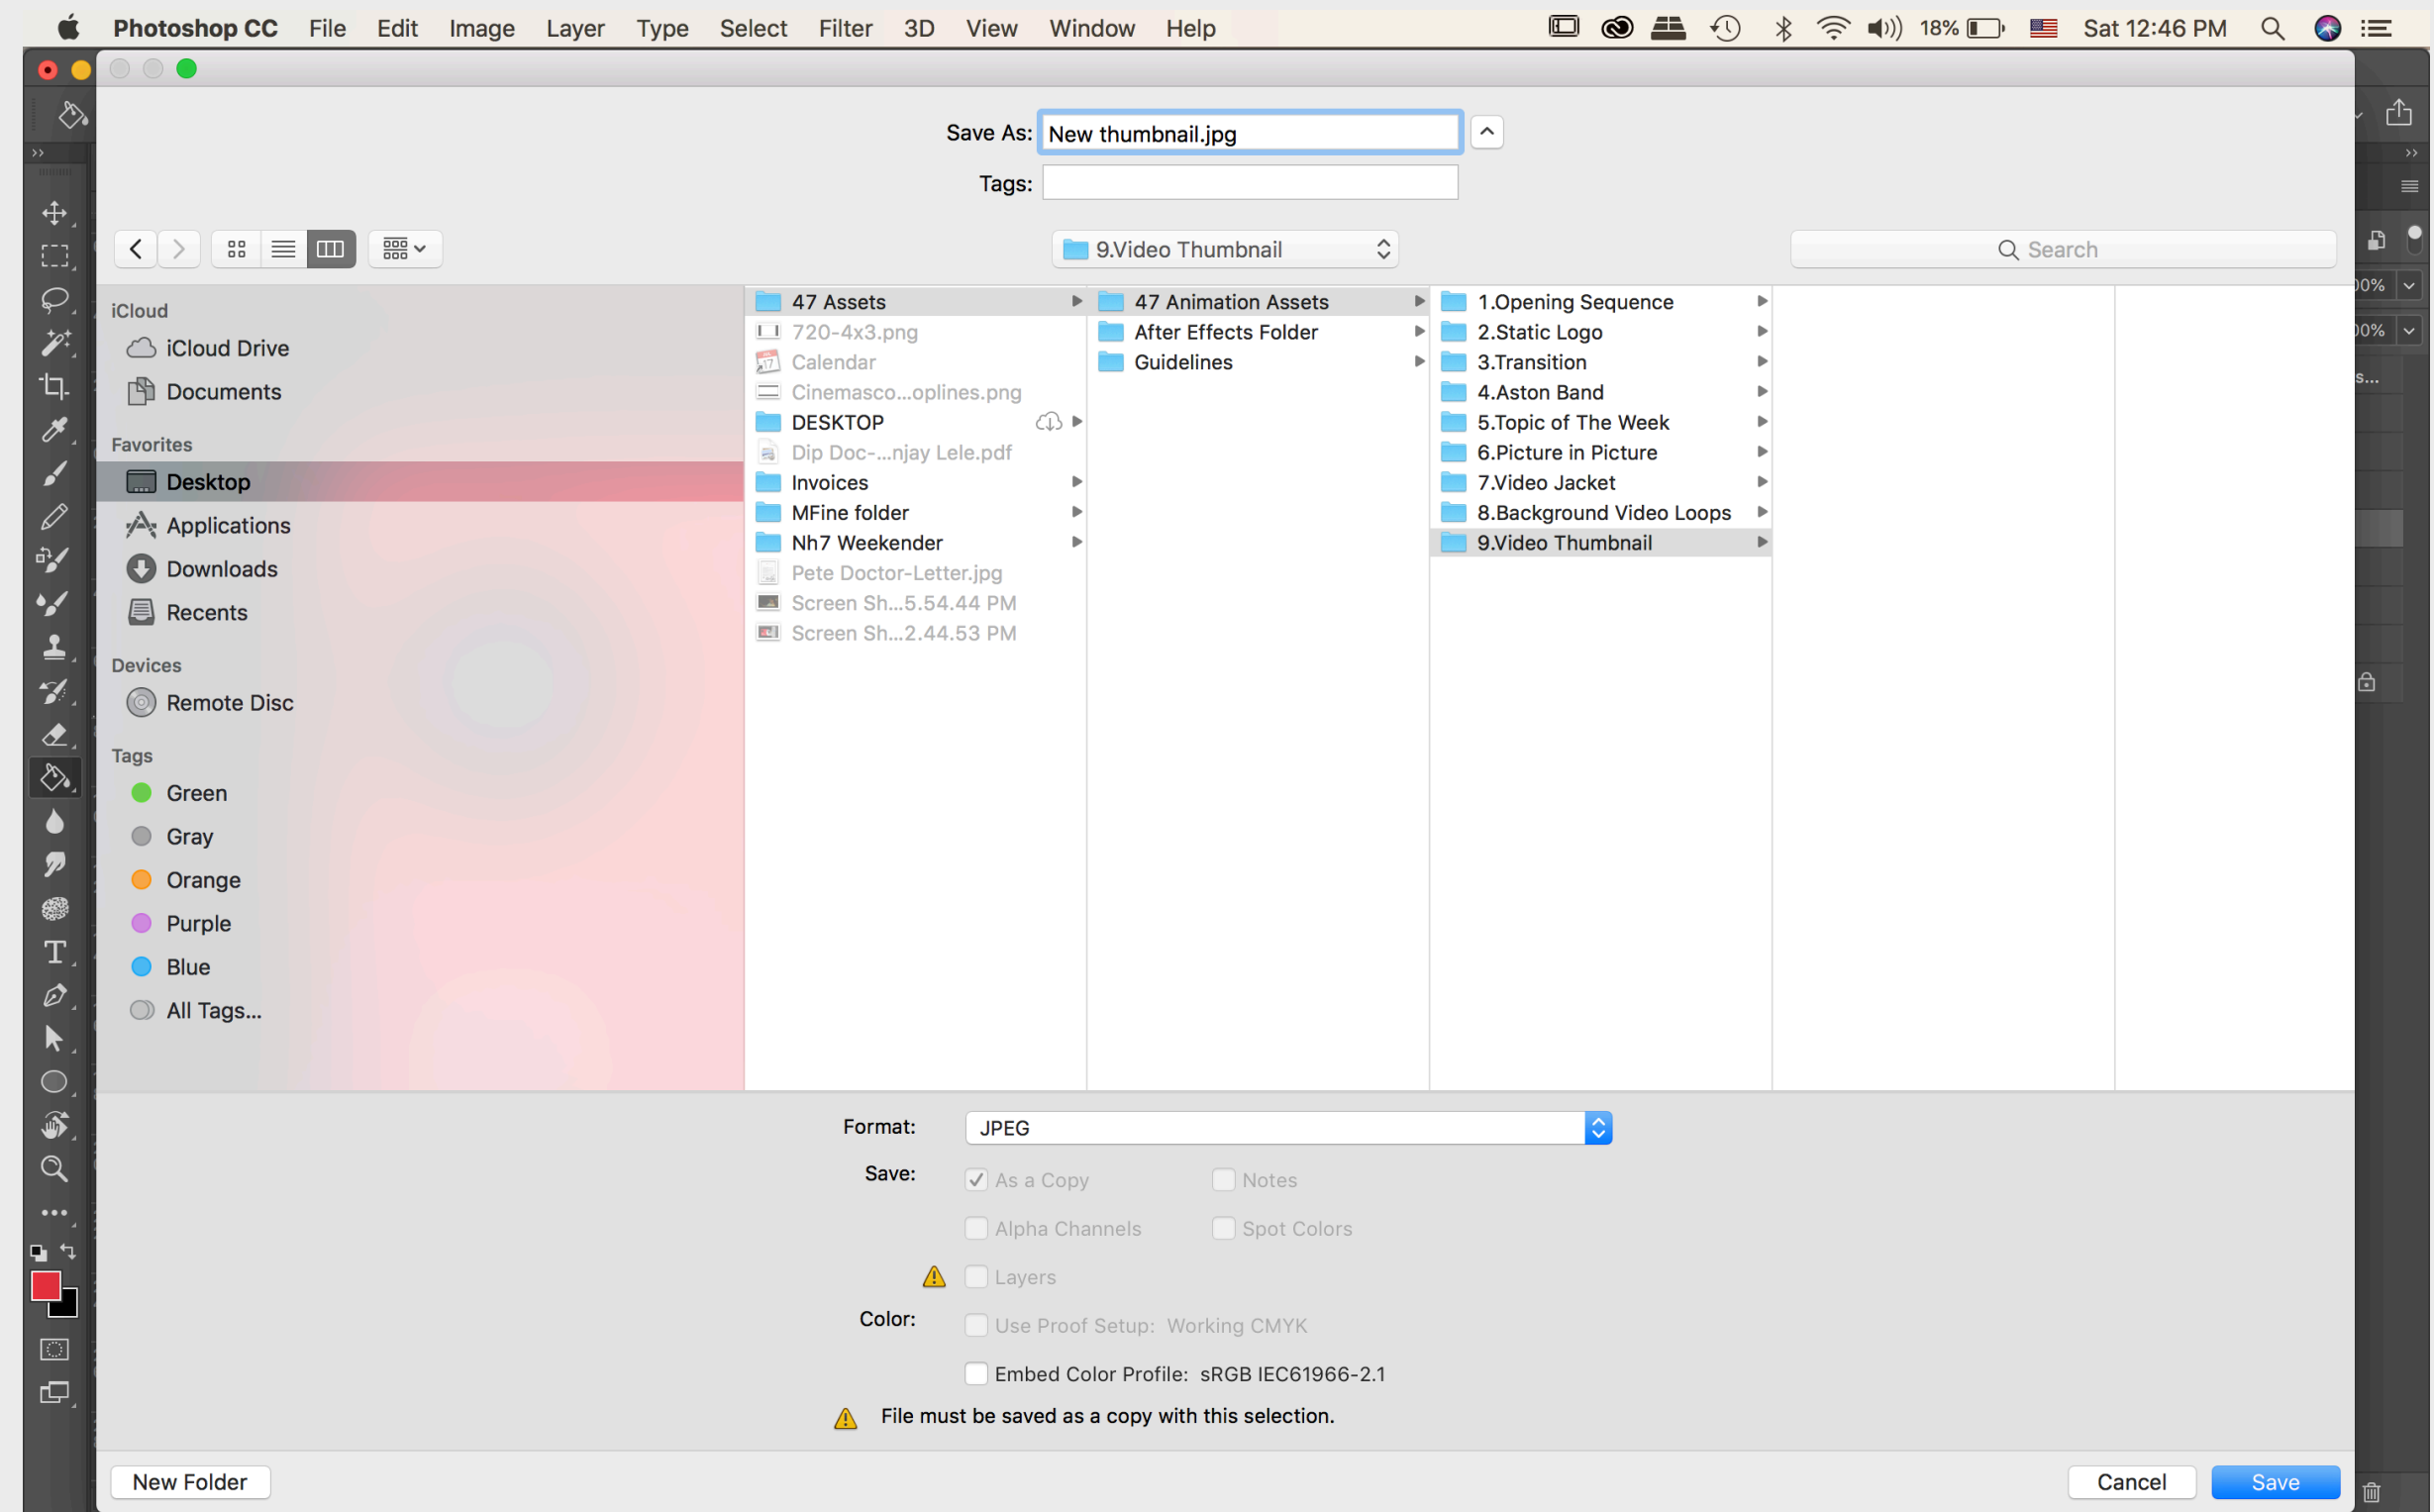 Photoshop CC File Edit Image Layer Type Select Filter 3D View Window Help 18% Sat 12:46 PM
Save As: New thumbnail.jpg
Tags:
9.Video Thumbnail
Search
iCloud
iCloud Drive
Documents
Favorites
Desktop
Applications
Downloads
Recents
Devices
Remote Disc
Tags
Green
Gray
Orange
Purple
Blue
All Tags...
47 Assets
720-4x3.png
Calendar
Cinemasco...oplines.png
DESKTOP
Dip Doc-...njay Lele.pdf
Invoices
MFine folder
Nh7 Weekender
Pete Doctor-Letter.jpg
Screen Sh...5.54.44 PM
Screen Sh...2.44.53 PM
47 Animation Assets
After Effects Folder
Guidelines
1.Opening Sequence
2.Static Logo
3.Transition
4.Aston Band
5.Topic of The Week
6.Picture in Picture
7.Video Jacket
8.Background Video Loops
9.Video Thumbnail
Format: JPEG
Save: As a Copy Notes
Alpha Channels Spot Colors
Layers
Color: Use Proof Setup: Working CMYK
Embed Color Profile: sRGB IEC61966-2.1
File must be saved as a copy with this selection.
New Folder Cancel Save